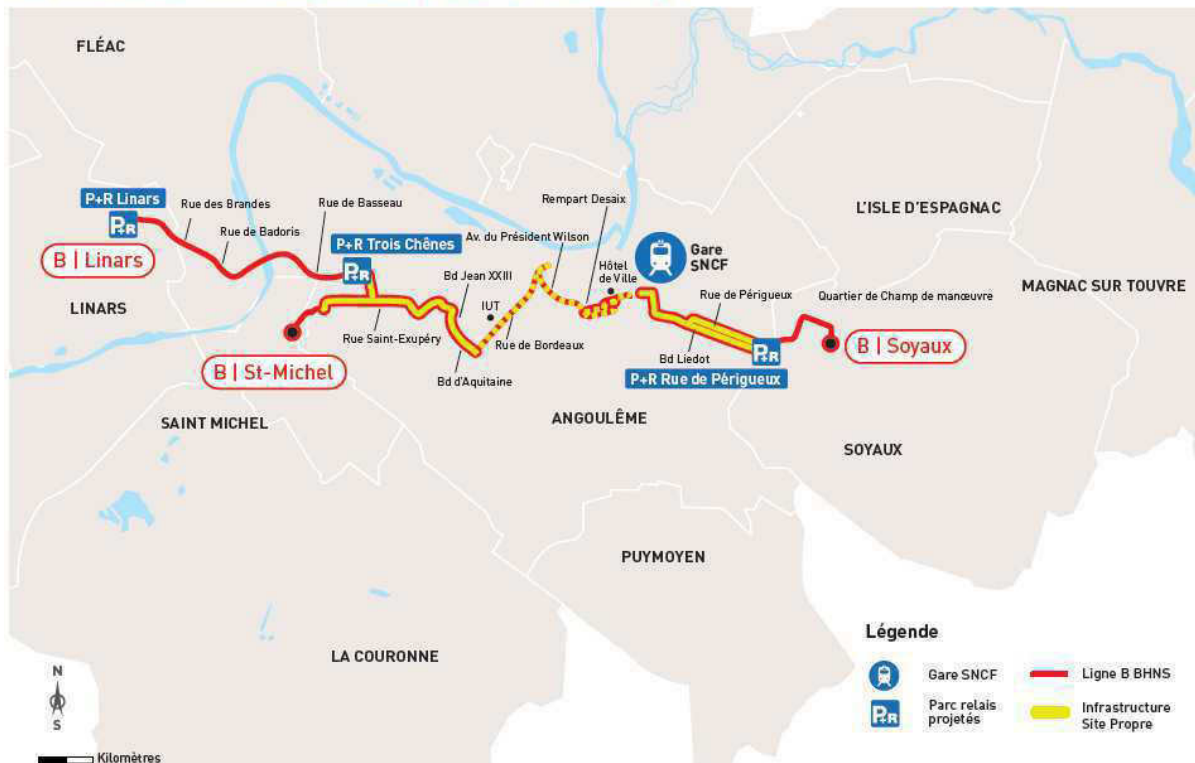 FLÉAC
P+R Linars
P+R
B | Linars
LINARS
Rue des Brandes
Rue de Badoris
Rue de Basseau
P+R Trois Chênes
P+R
Av. du Président Wilson
Rempart Desaix
Bd Jean XXIII
IUT
Hôtel
de Ville
Gare
SNCF
L'ISLE D'ESPAGNAC
MAGNAC SUR TOUVRE
Rue de Périgueux
Quartier de Champ de manœuvre
Rue Saint-Exupéry
Rue de Bordeaux
Bd d'Aquitaine
Bd Liedot
P+R
P+R Rue de Périgueux
B | Soyaux
B | St-Michel
SAINT MICHEL
ANGOULÊME
SOYAUX
PUYMOYEN
LA COURONNE
N
S
Kilomètres
Légende
Gare SNCF
P+R
Parc relais
projetés
Ligne B BHNS
Infrastructure
Site Propre